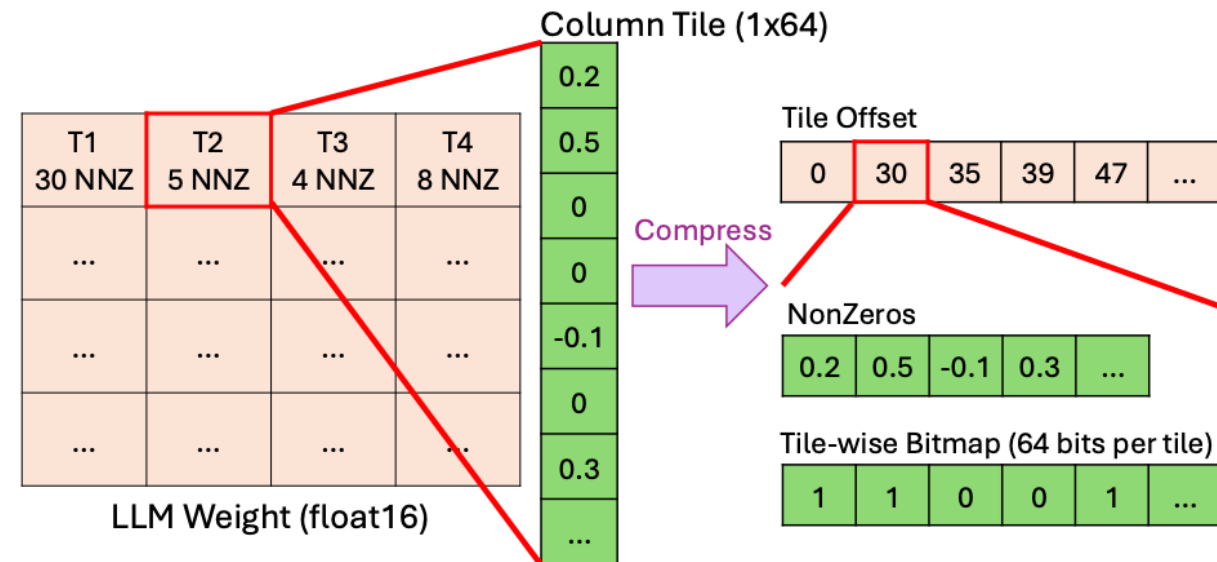 Column Tile (1x64)
0.2
0.5
0
0
-0.1
0
0.3
...
T1 T2 T3 T4
30 NNZ 5 NNZ 4 NNZ 8 NNZ
... ... ... ...
... ... ... ...
... ... ... ...
LLM Weight (float16)
Compress
Tile Offset
0 30 35 39 47 ...
NonZeros
0.2 0.5 -0.1 0.3 ...
Tile-wise Bitmap (64 bits per tile)
1 1 0 0 1 ...